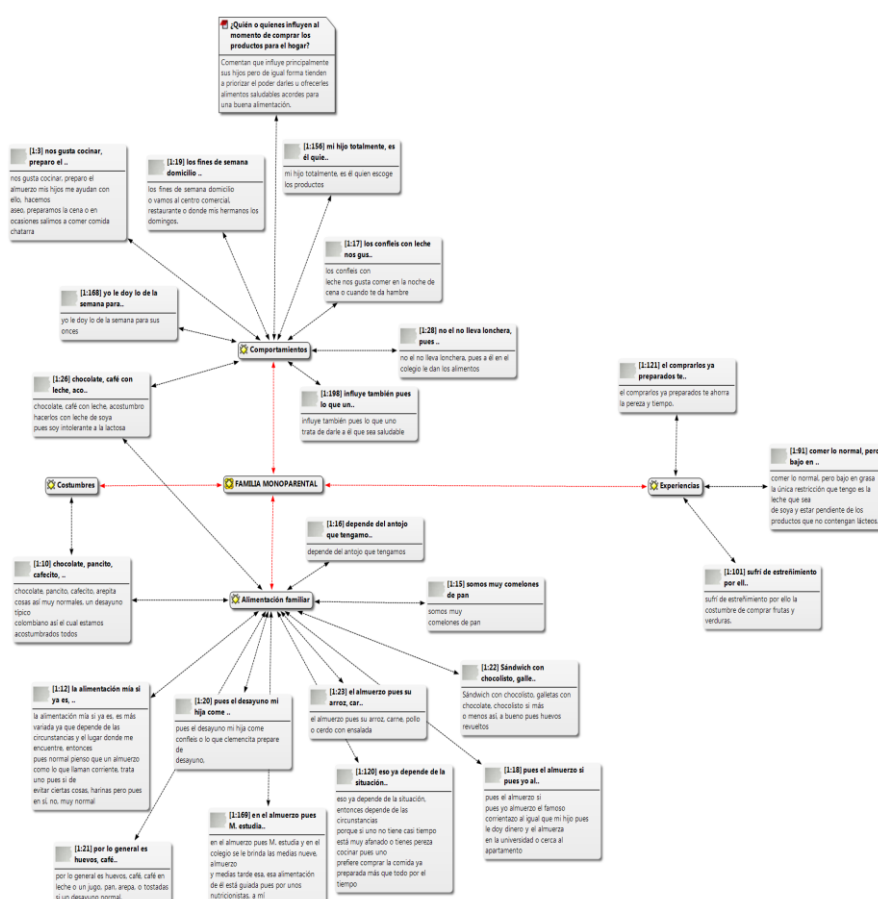 ¿Quién o quienes influyen al
momento de comprar los
productos para el hogar?
Comentan que influye principalmente
sus hijos pero de igual forma tienden
a priorizar el poder darles u ofrecerles
alimentos saludables acordes para
una buena alimentación.
[1:3] nos gusta cocinar,
preparo el ..
nos gusta cocinar, preparo el
almuerzo mis hijos me ayudan con
ello, hacemos
aseo, preparamos la cena o en
ocasiones salimos a comer comida
chatarra
[1:19] los fines de semana
domicilio ..
los fines de semana domicilio
o vamos al centro comercial,
restaurante o donde mis hermanos los
domingos.
[1:156] mi hijo totalmente, es
él quie..
mi hijo totalmente, es él quien escoge
los productos
[1:17] los confleis con leche
nos gus..
los confeis con
leche nos gusta comer en la noche de
cena o cuando te da hambre
[1:168] yo le doy lo de la
semana para..
yo le doy lo de la semana para sus
onces
[1:28] no el no lleva lonchera,
pues ..
no el no lleva lonchera, pues a él en el
colegio le dan los alimentos
Comportamientos
[1:26] chocolate, café con
leche, aco..
chocolate, café con leche, acostumbro
hacerlos con leche de soya
pues soy intolerante a la lactosa
[1:198] influye también pues
lo que un..
influye también pues lo que uno
trata de darle a él que sea saludable
[1:121] el comprarlos ya
preparados te..
el comprarlos ya preparados te ahorra
la pereza y tiempo.
[1:91] comer lo normal, pero
bajo en ..
comer lo normal, pero bajo en grasa
la única restricción que tengo es la
leche que sea
de soya y estar pendiente de los
productos que no contengan lácteos.
Costumbres
FAMILIA MONOPARENTAL
Experiencias
[1:16] depende del antojo
que tengamo..
depende del antojo que tengamos
[1:10] chocolate, pancito,
cafecito, ..
chocolate, pancito, cafecito, arepita
cosas así muy normales, un desayuno
típico
colombiano así el cual estamos
acostumbrados todos
Alimentación familiar
[1:15] somos muy comelones
de pan
somos muy
comelones de pan
[1:101] sufrí de estreñimiento
por ell..
sufrí de estreñimiento por ello la
costumbre de comprar frutas y
verduras.
[1:12] la alimentación mía si
ya es, ..
la alimentación mía si ya es, es más
variada ya que depende de las
circunstancias y el lugar donde me
encuentre, entonces
pues normal pienso que un almuerzo
como lo que llaman corriente, trata
uno pues si de
evitar ciertas cosas, harinas pero pues
en si, no, muy normal
[1:20] pues el desayuno mi
hija come ..
pues el desayuno mi hija come
confleis o lo que clemencita prepare
de
desayuno,
[1:23] el almuerzo pues su
arroz, car..
el almuerzo pues su arroz, carne, pollo
o cerdo con ensalada
[1:22] Sándwich con
chocolisto, galle..
Sándwich con chocolisto, galletas con
chocolate, chocolisto si más
o menos así, a bueno pues huevos
revueltos
[1:120] eso ya depende de la
situación..
eso ya depende de la situación,
entonces depende de las
circunstancias
porque si uno no tiene casi tiempo
está muy afanado o tienes pereza
cocinar pues uno
prefiere comprar la comida ya
preparada más que todo por el
tiempo
[1:18] pues el almuerzo si
pues yo al..
pues el almuerzo si
pues yo almuerzo el famoso
corrientazo al igual que mi hijo pues
le doy dinero y el almuerza
en la universidad o cerca al
apartamento
[1:21] por lo general es
huevos, café..
por lo general es huevos, café, café en
leche o un jugo, pan, arepa, o tostadas
si un desayuno normal.
[1:169] en el almuerzo pues
M. estudia..
en el almuerzo pues M. estudia y en el
colegio se le brinda las medias nueve,
almuerzo
y medias tarde esa, esa alimentación
de él está guiada pues por unos
nutricionistas, a mí